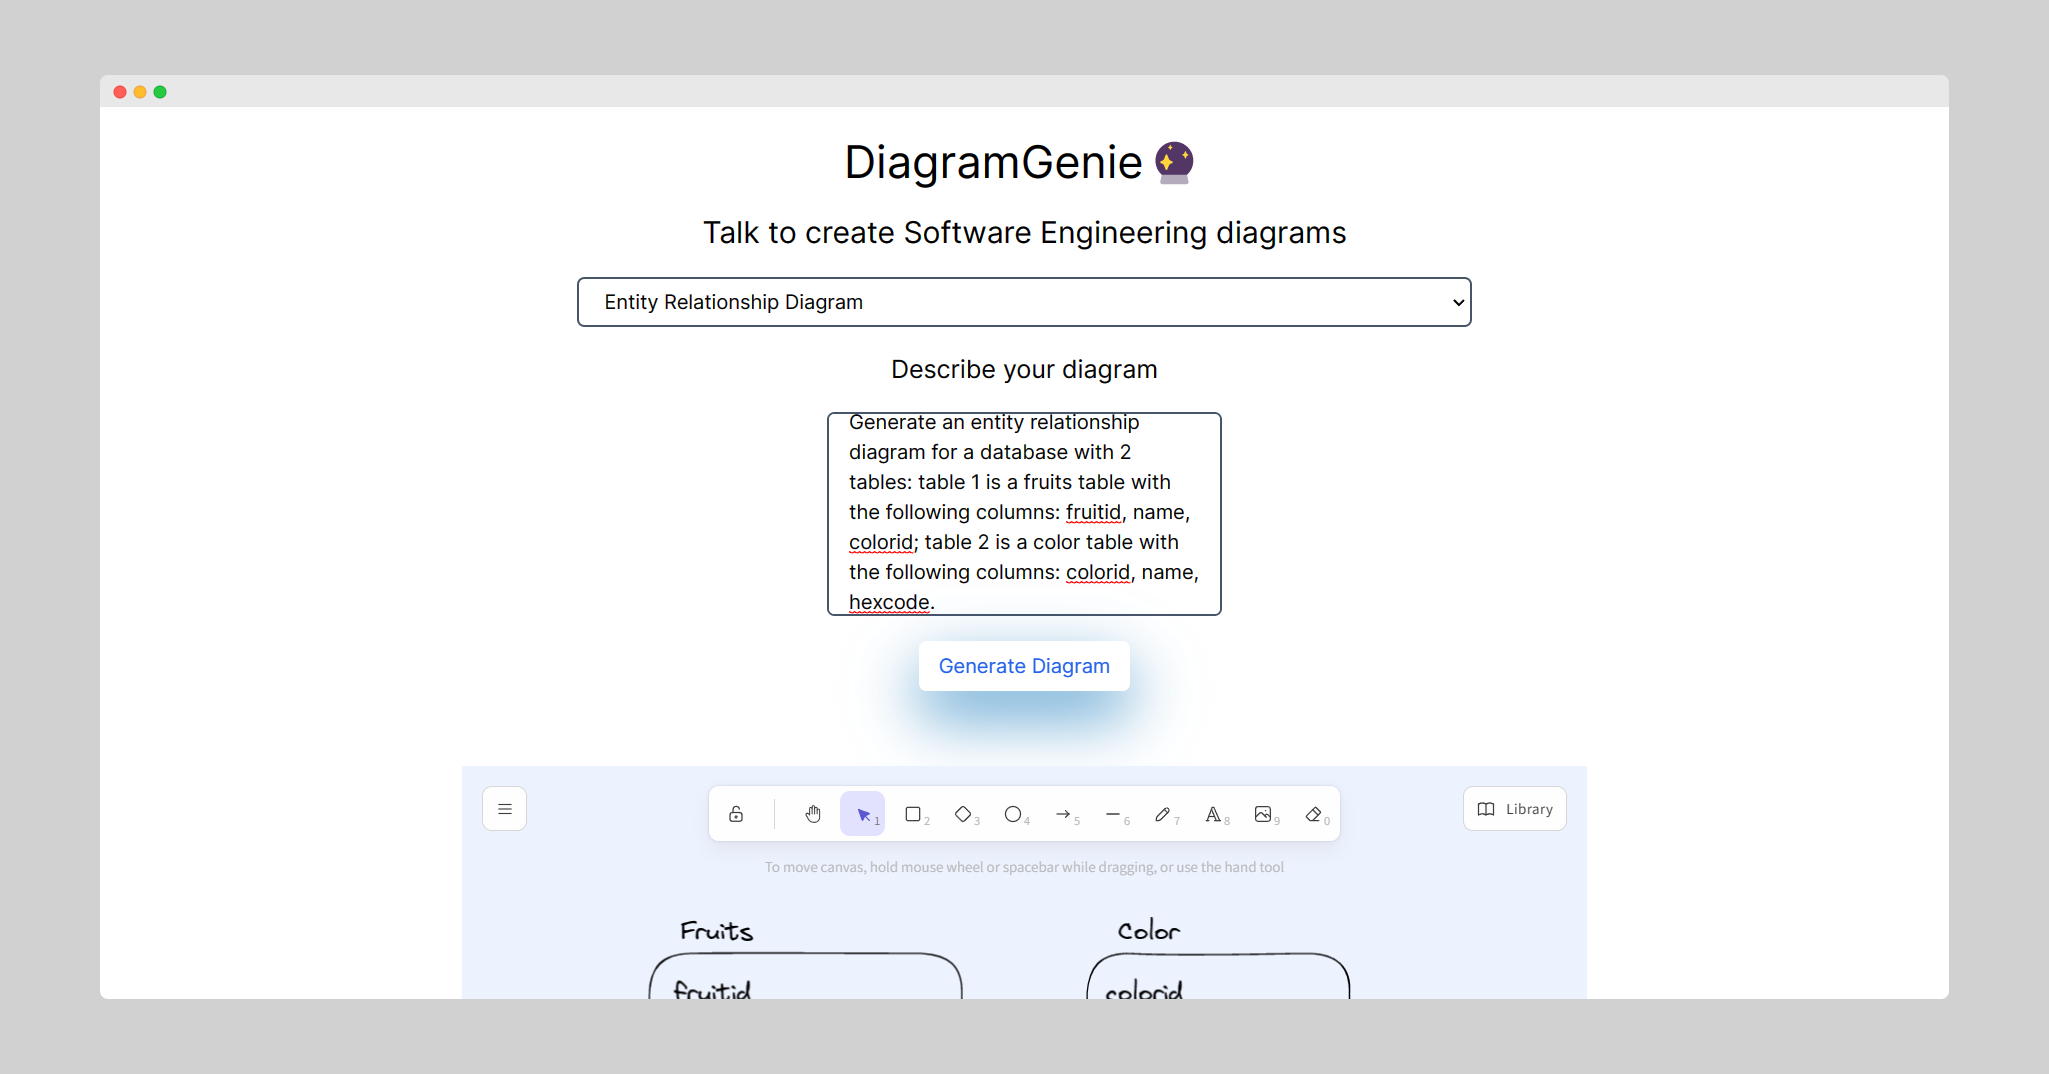 DiagramGenie
Talk to create Software Engineering diagrams
Entity Relationship Diagram
Describe your diagram
Generate an entity relationship
diagram for a database with 2
tables: table 1 is a fruits table with
the following columns: fruitid, name,
colorid; table 2 is a color table with
the following columns: colorid, name,
hexcode.
Generate Diagram
1 2 3 4 5 6 7 A 8 9 0
Library
To move canvas, hold mouse wheel or spacebar while dragging, or use the hand tool
Fruits
Color
fruitid
colorid